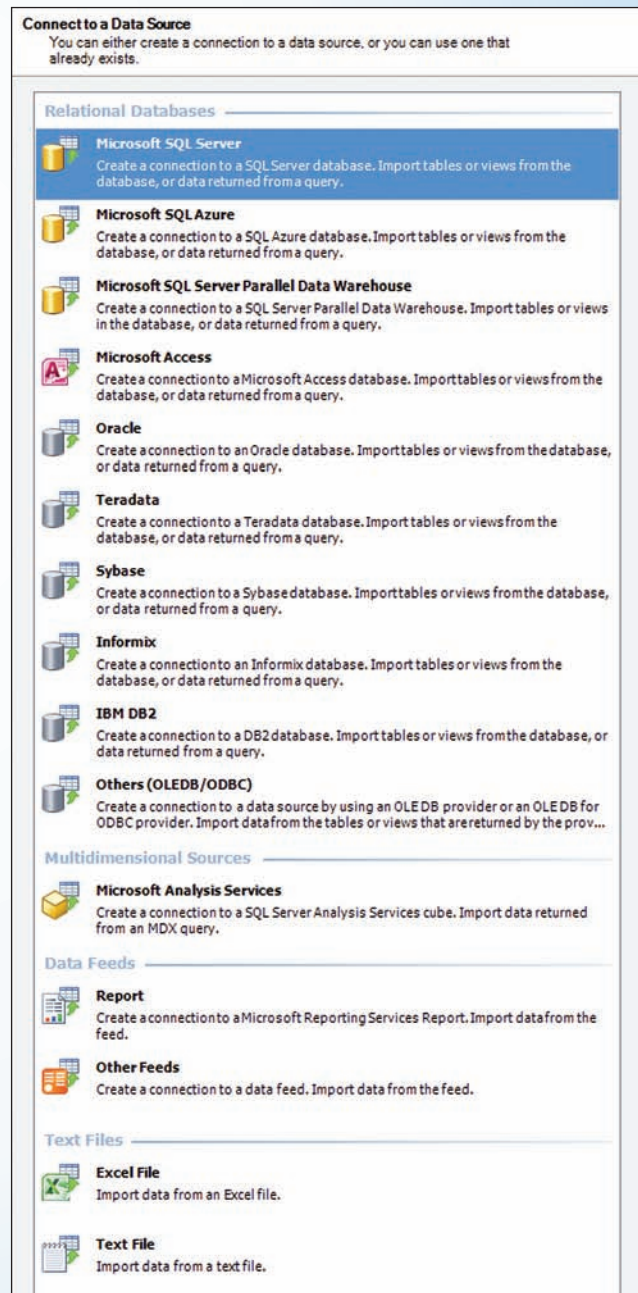 Connect to a Data Source
You can either create a connection to a data source, or you can use one that
already exists.
Relational Databases
Microsoft SQL Server
Create a connection to a SQL Server database. Import tables or views from the
database, or data returned from a query.
Microsoft SQL Azure
Create a connection to a SQL Azure database. Import tables or views from the
database, or data returned from a query.
Microsoft SQL Server Parallel Data Warehouse
Create a connection to a SQL Server Parallel Data Warehouse. Import tables or views
in the database, or data returned from a query.
Microsoft Access
Create a connection to a Microsoft Access database. Import tables or views from the
database, or data returned from a query.
Oracle
Create a connection to an Oracle database. Import tables or views from the database,
or data returned from a query.
Teradata
Create a connection to a Teradata database. Import tables or views from the
database, or data returned from a query.
Sybase
Create a connection to a Sybase database. Import tables or views from the database,
or data returned from a query.
Informix
Create a connection to an Informix database. Import tables or views from the
database, or data returned from a query.
IBM DB2
Create a connection to a DB2 database. Import tables or views from the database, or
data returned from a query.
Others (OLEDB/ODBC)
Create a connection to a data source by using an OLE DB provider or an OLE DB for
ODBC provider. Import data from the tables or views that are returned by the prov...
Multidimensional Sources
Microsoft Analysis Services
Create a connection to a SQL Server Analysis Services cube. Import data returned
from an MDX query.
Data Feeds
Report
Create a connection to a Microsoft Reporting Services Report. Import data from the
feed.
Other Feeds
Create a connection to a data feed. Import data from the feed.
Text Files
Excel File
Import data from an Excel file.
Text File
Import data from a text file.